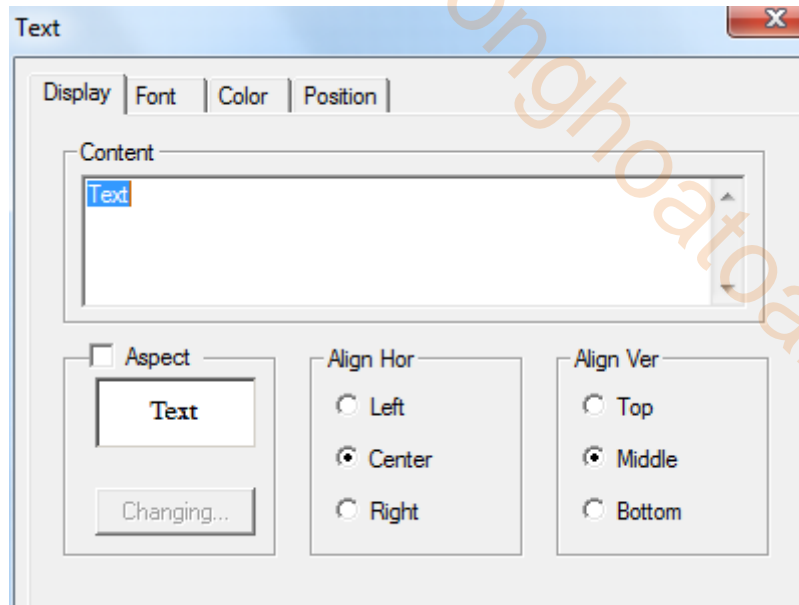 Text
Display Font Color Position
Content
Text
Aspect
Text
Changing...
Align Hor
Left
Center
Right
Align Ver
Top
Middle
Bottom